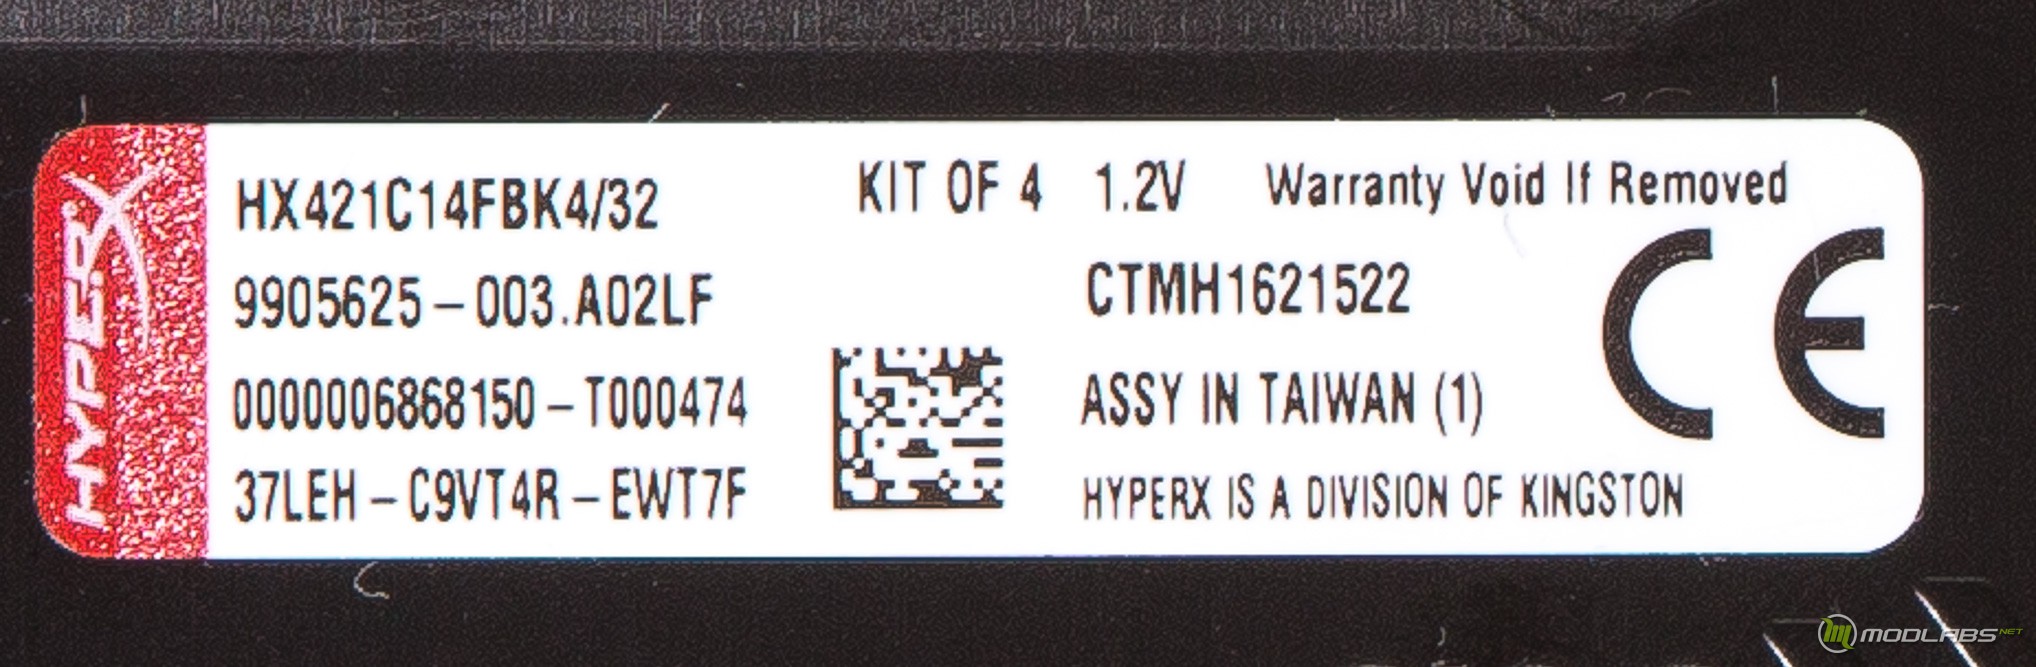 HYPERX
HX421C14FBK4/32 KIT OF 4 1.2V Warranty Void If Removed
9905625-003.A02LF CTMH1621522
0000006868150-T000474 ASSY IN TAIWAN (1)
37LEH-C9VT4R-EWT7F HYPERX IS A DIVISION OF KINGSTON
CE
MODLABS.NET